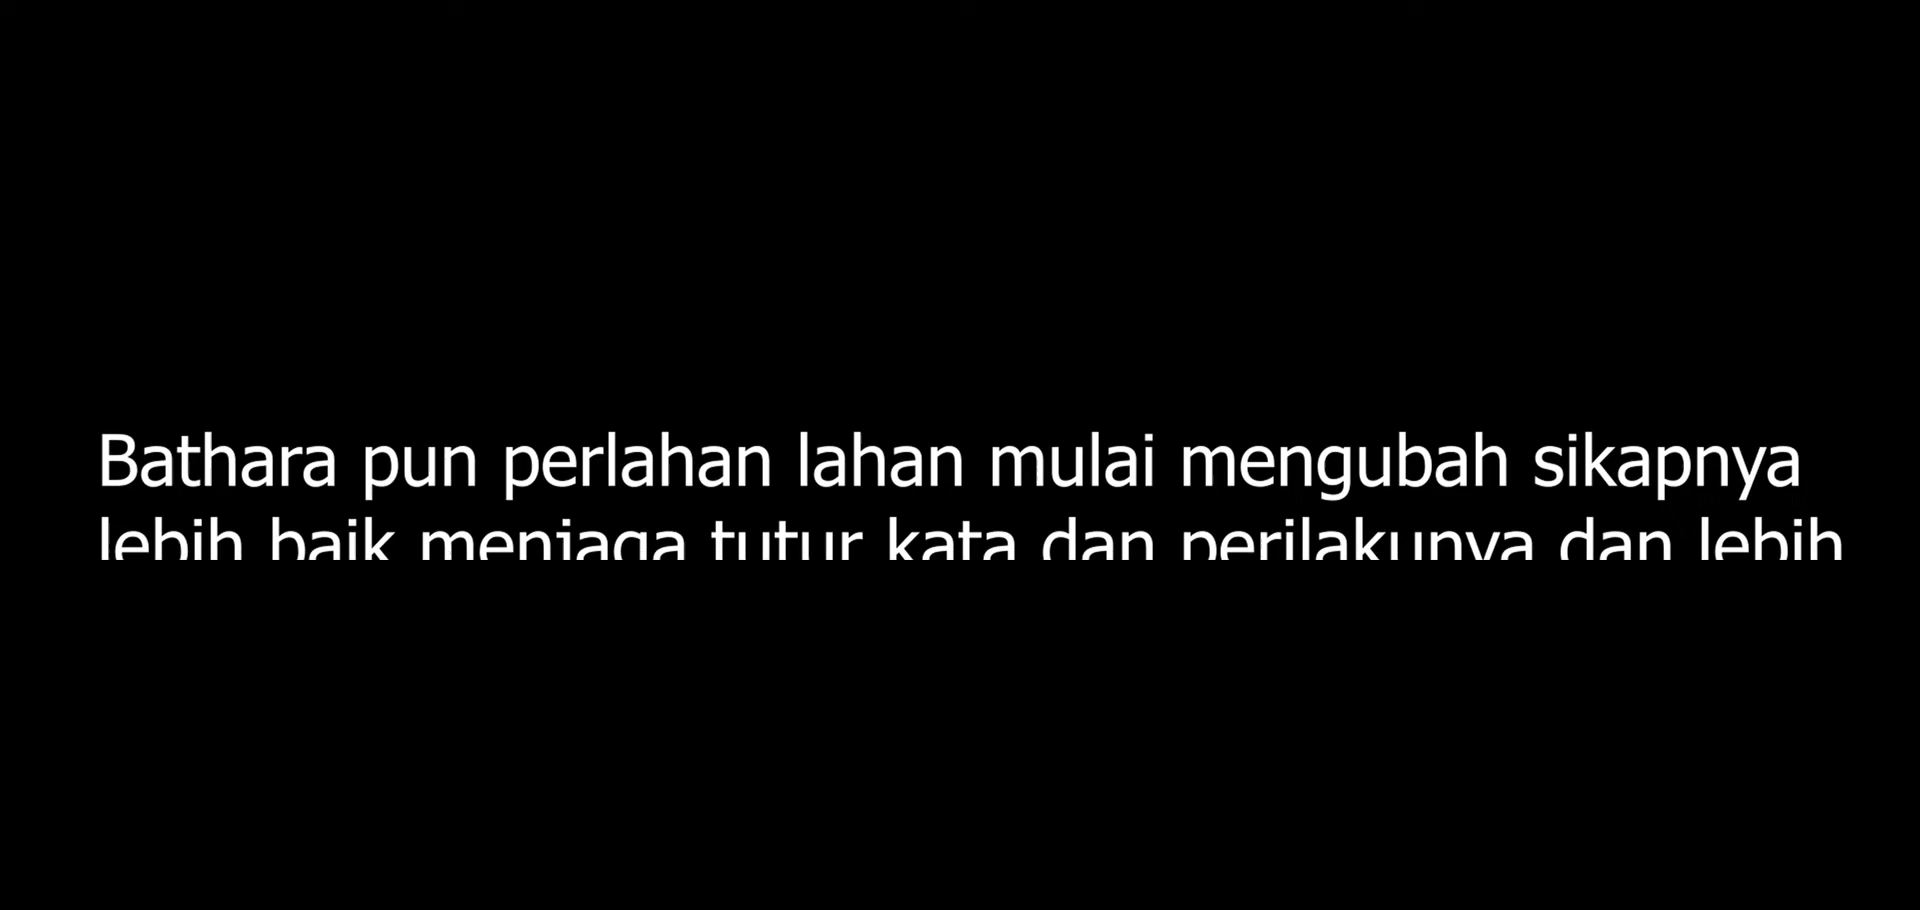 Bathara pun perlahan lahan mulai mengubah sikapnya
lebih baik menjaga tutur kata dan perilakunya dan lebih